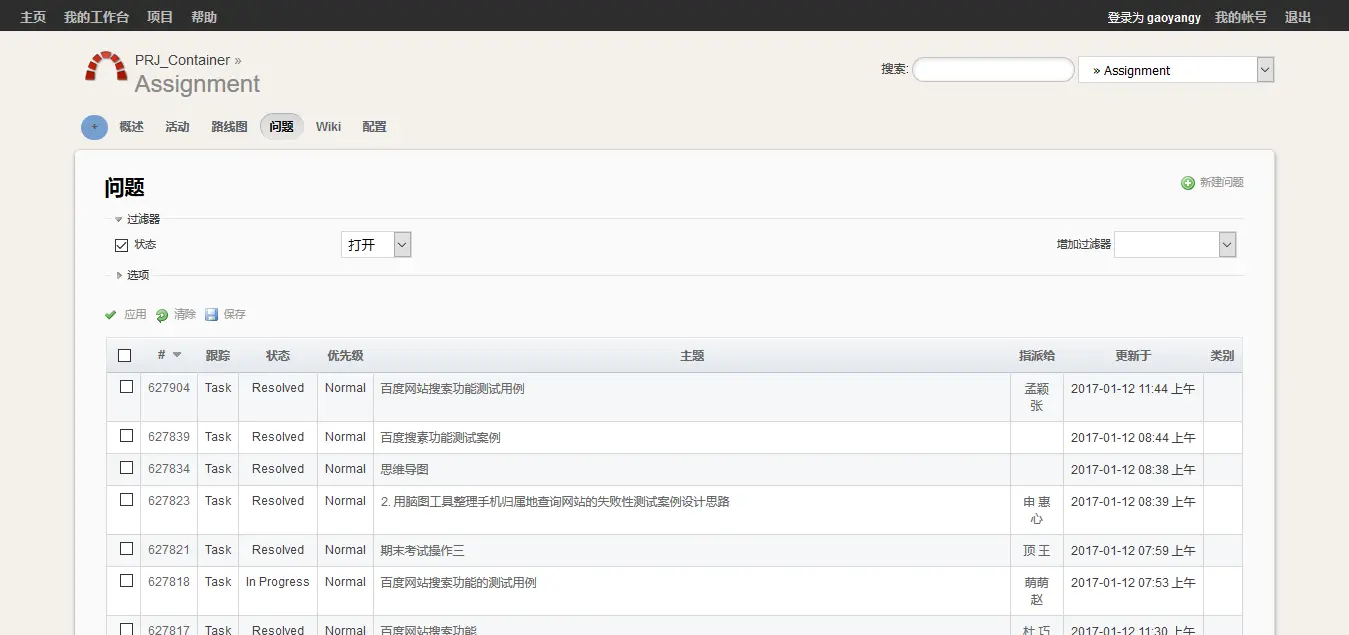 主页 我的工作台 项目 帮助 登录为 gaoyangy 我的帐号 退出
PRJ_Container »
Assignment
搜索: » Assignment
+ 概述 活动 路线图 问题 Wiki 配置
问题
新建问题
过滤器
状态 打开 增加过滤器
选项
应用 清除 保存
# 跟踪 状态 优先级 主题 指派给 更新于 类别
627904 Task Resolved Normal 百度网站搜索功能测试用例 孟颖 2017-01-12 11:44 上午
张
627839 Task Resolved Normal 百度搜素功能测试案例 2017-01-12 08:44 上午
627834 Task Resolved Normal 思维导图 2017-01-12 08:38 上午
627823 Task Resolved Normal 2. 用脑图工具整理手机归属地查询网站的失败性测试案例设计思路 申 惠 2017-01-12 08:39 上午
心
627821 Task Resolved Normal 期末考试操作三 顶 王 2017-01-12 07:59 上午
627818 Task In Progress Normal 百度网站搜索功能的测试用例 萌萌 2017-01-12 07:53 上午
赵
627817 Task Resolved Normal 百度网站搜索功能 杜 巧 2017-01-12 11:30 上午